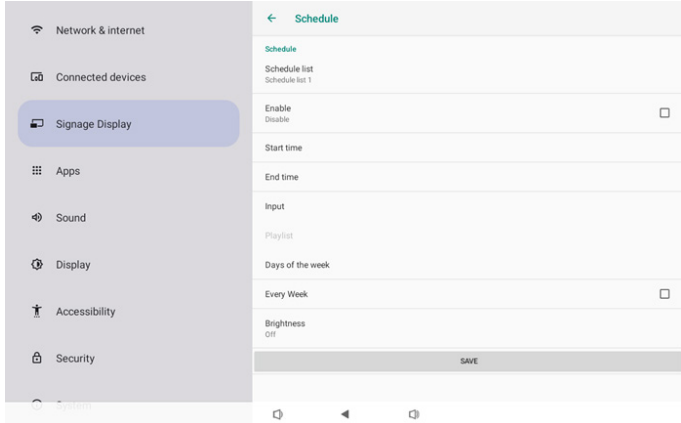 Network & internet
Connected devices
Signage Display
Apps
Sound
Display
Accessibility
Security
System
Schedule
Schedule
Schedule list
Schedule list 1
Enable
Disable
Start time
End time
Input
Playlist
Days of the week
Every Week
Brightness
Off
SAVE